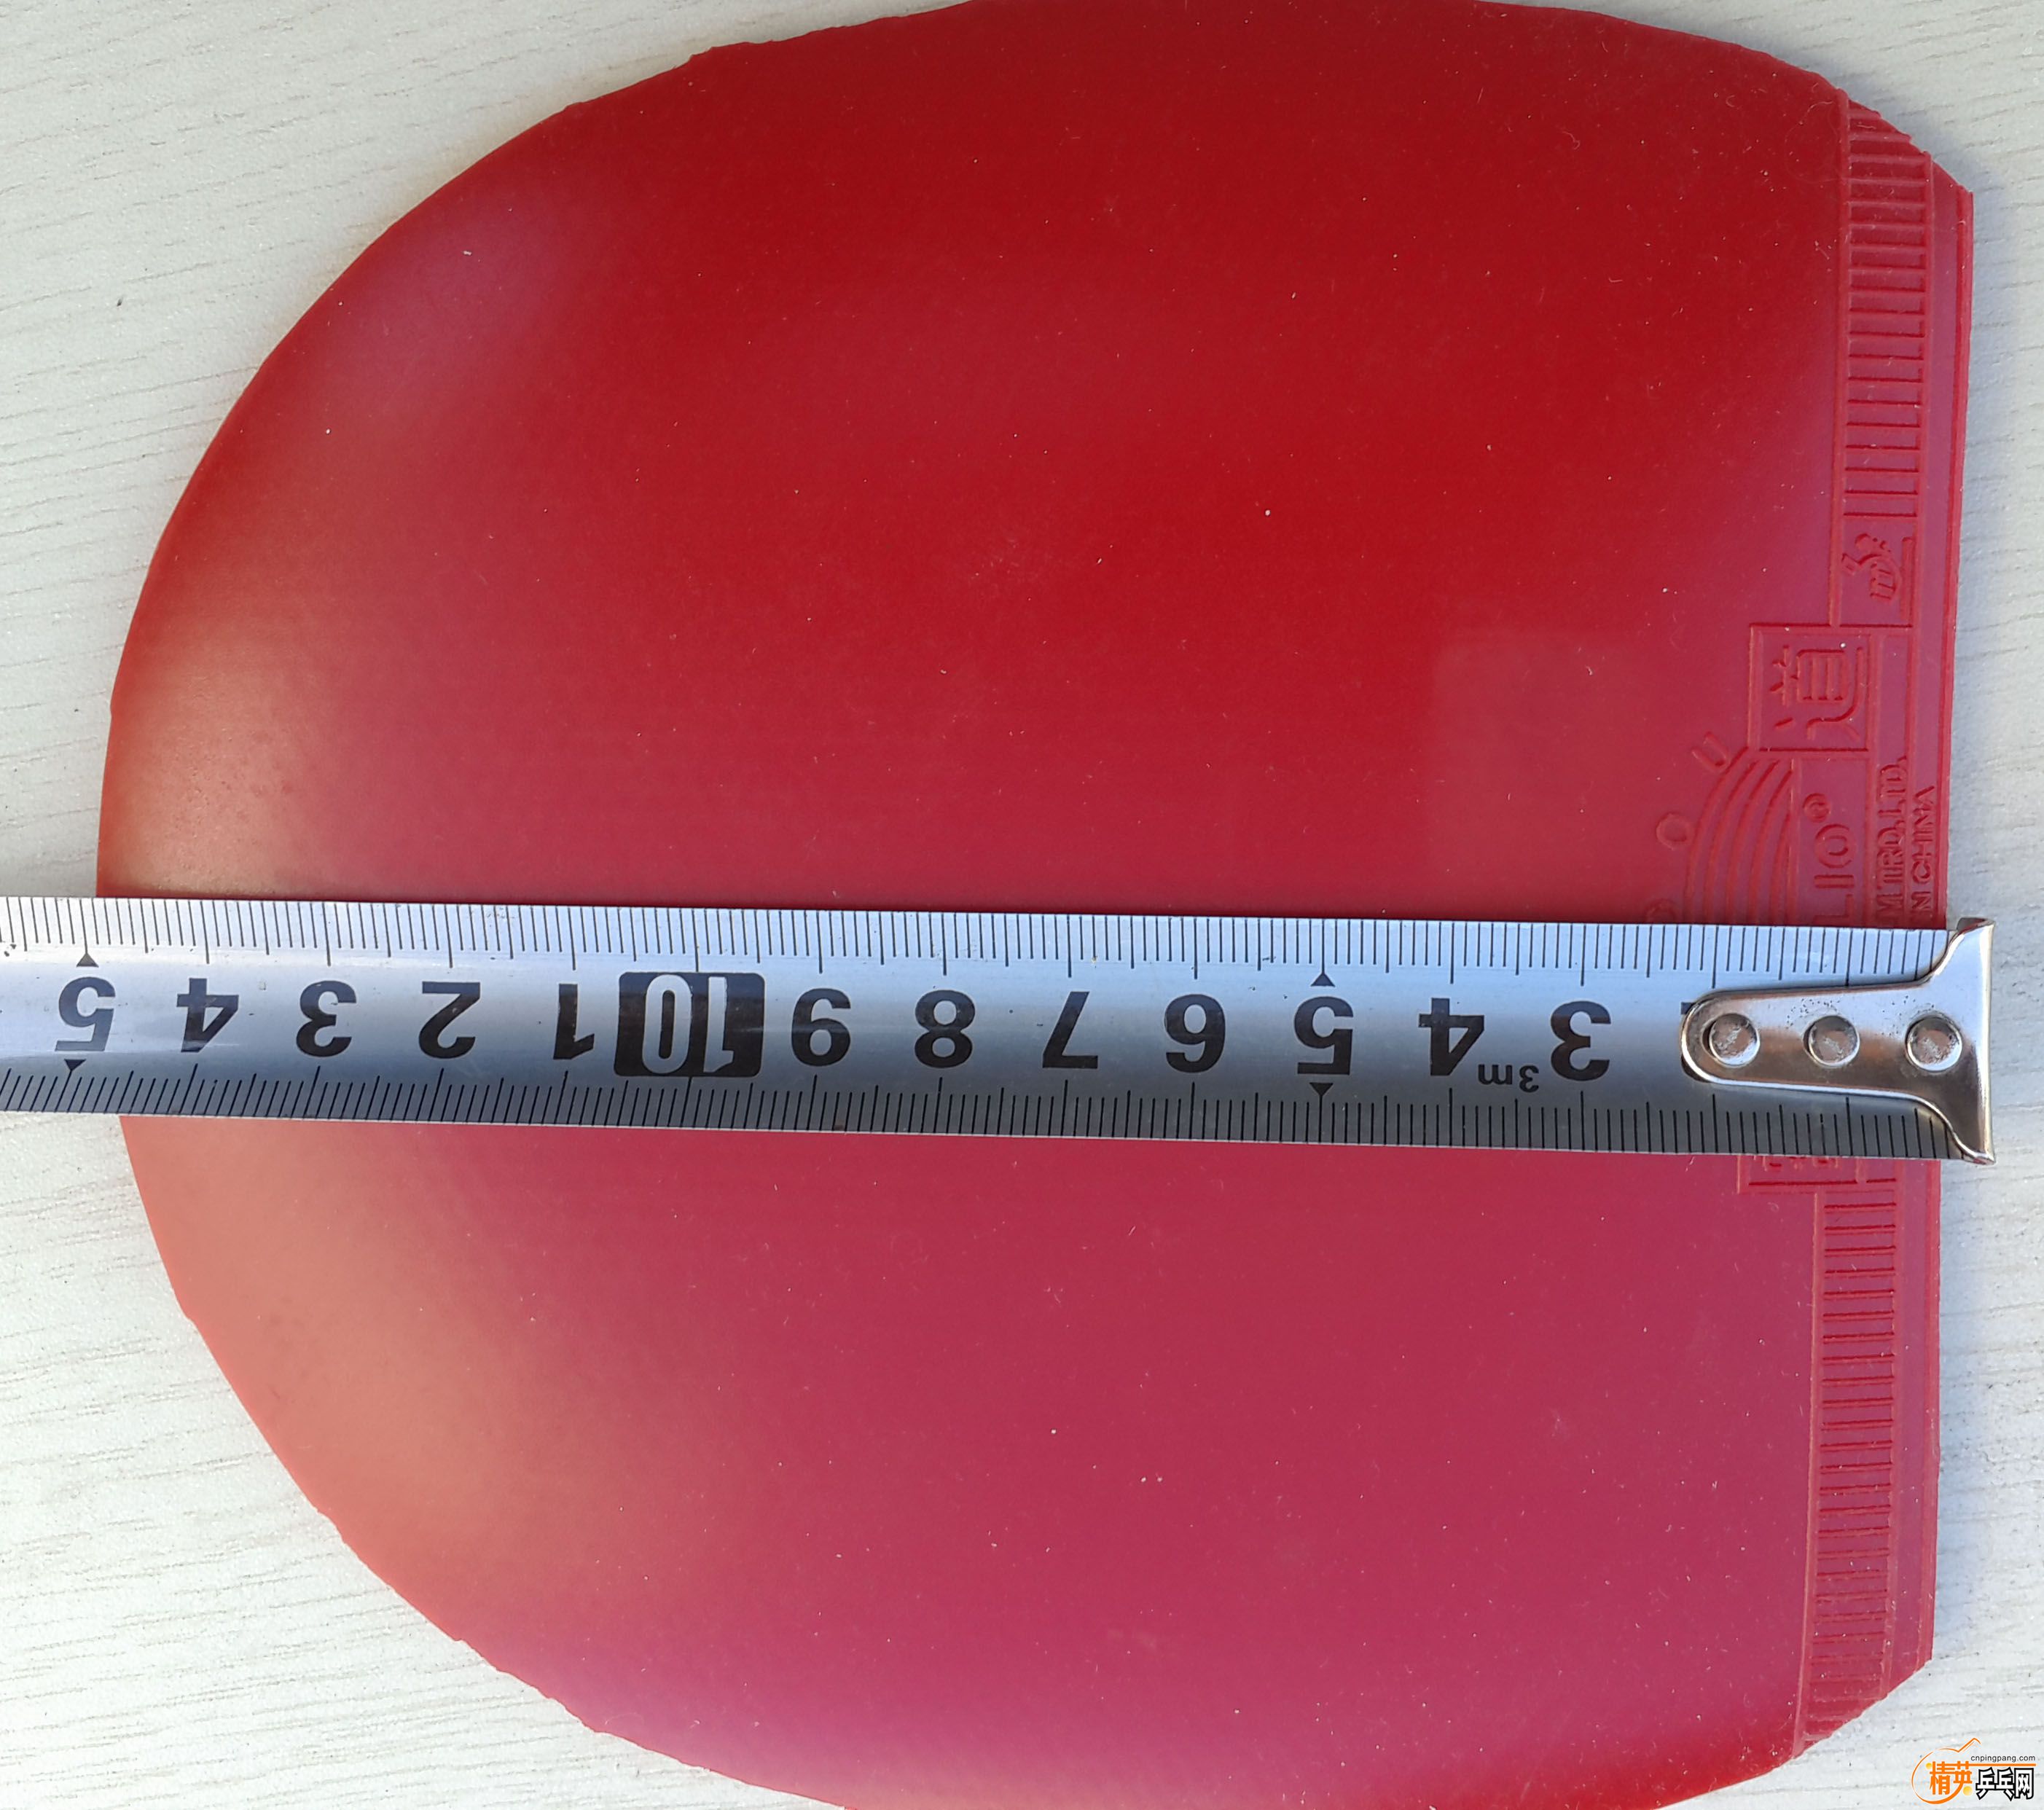 道
LIO®
M TRD.LTD.
N CHINA
5 4 3 2 1 10 9 8 7 6 5 4 3m 3
cnpingpang.com
精英乒乓网